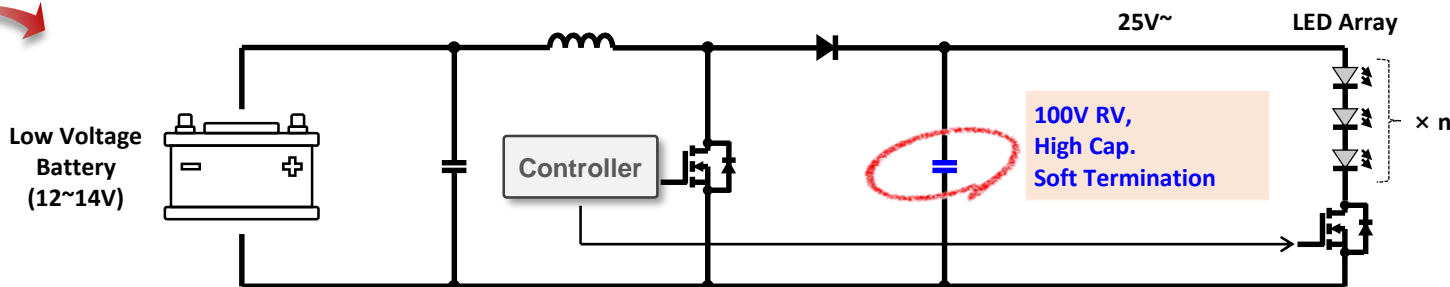 25V~
LED Array
Low Voltage
Battery
(12~14V)
Controller
100V RV,
High Cap.
Soft Termination
× n